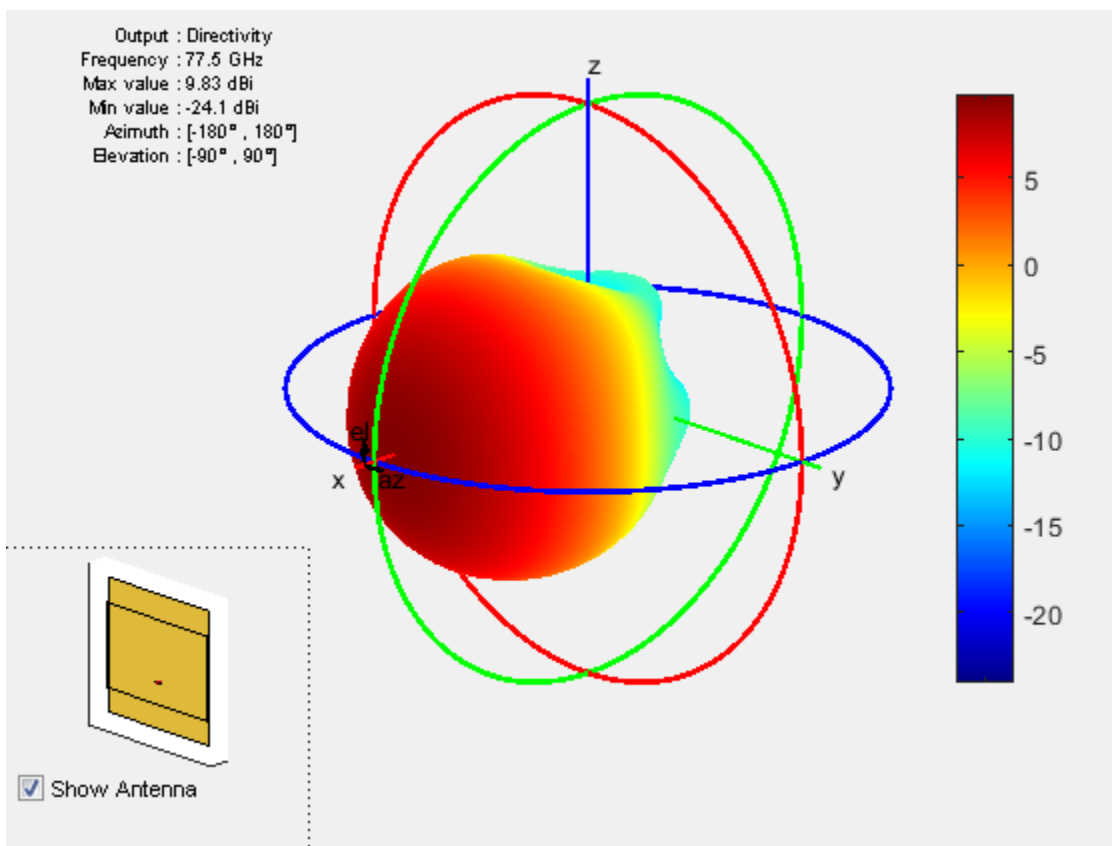 Output : Directivity
Frequency : 77.5 GHz
Max value : 9.83 dBi
Min value : -24.1 dBi
Azimuth : [-180° , 180°]
Elevation : [-90° , 90°]
z
5
0
-5
-10
-15
-20
el
x
az
y
Show Antenna